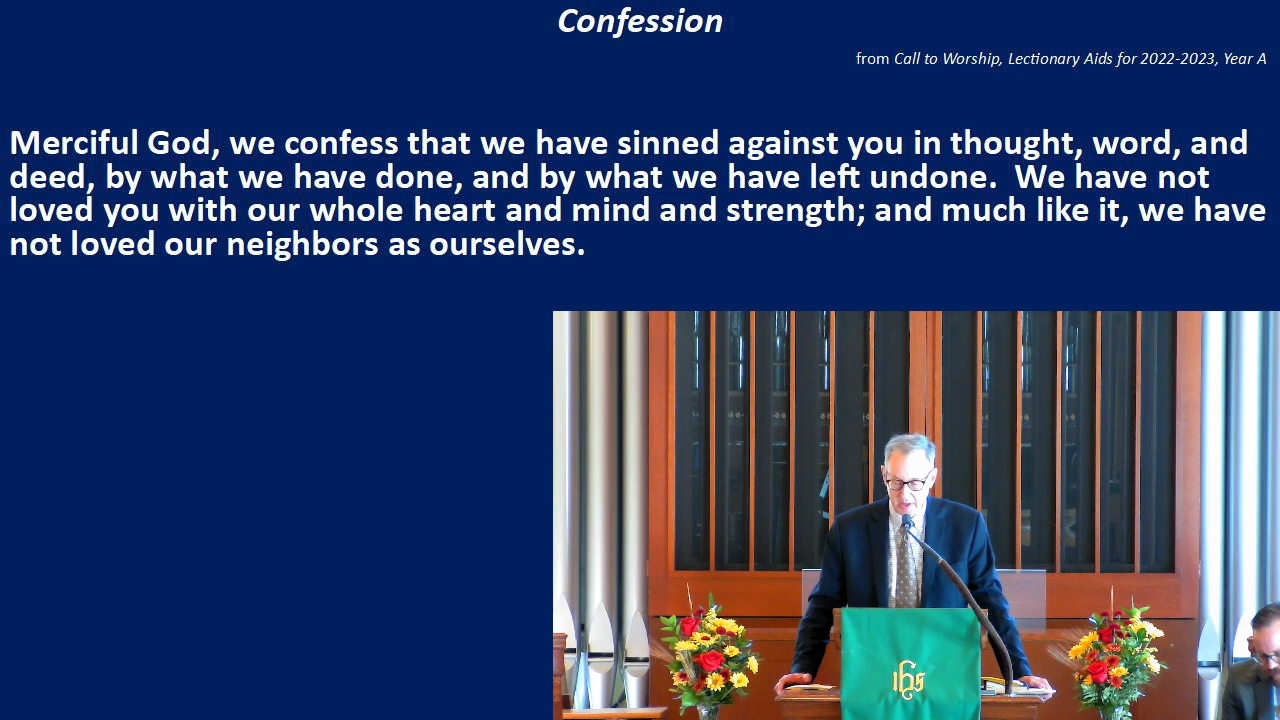 Confession
from Call to Worship, Lectionary Aids for 2022-2023, Year A
Merciful God, we confess that we have sinned against you in thought, word, and
deed, by what we have done, and by what we have left undone.  We have not
loved you with our whole heart and mind and strength; and much like it, we have
not loved our neighbors as ourselves.
ihs